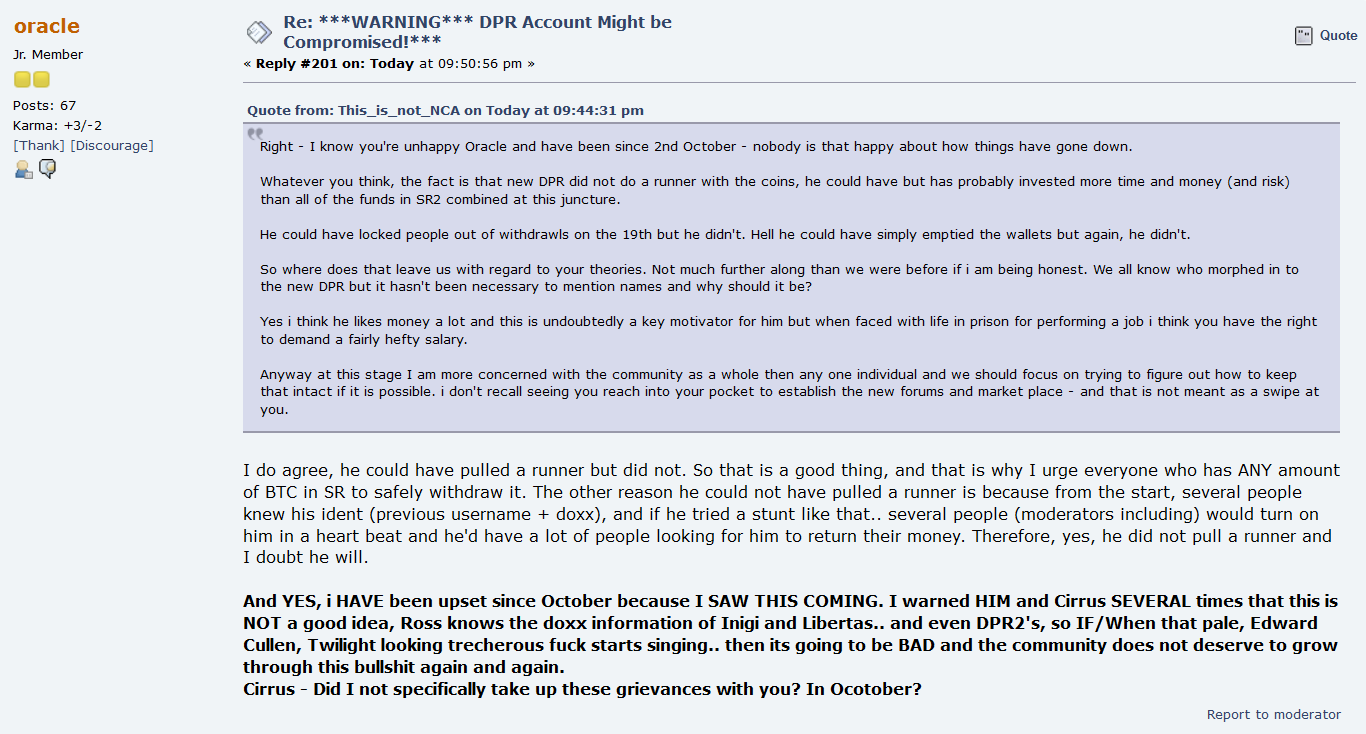 oracle
Jr. Member
Posts: 67
Karma: +3/-2
[Thank] [Discourage]
Re: ***WARNING*** DPR Account Might be
Compromised!***
« Reply #201 on: Today at 09:50:56 pm »
Quote
Quote from: This_is_not_NCA on Today at 09:44:31 pm
Right - I know you're unhappy Oracle and have been since 2nd October - nobody is that happy about how things have gone down.
Whatever you think, the fact is that new DPR did not do a runner with the coins, he could have but has probably invested more time and money (and risk)
than all of the funds in SR2 combined at this juncture.
He could have locked people out of withdrawls on the 19th but he didn't. Hell he could have simply emptied the wallets but again, he didn't.
So where does that leave us with regard to your theories. Not much further along than we were before if i am being honest. We all know who morphed in to
the new DPR but it hasn't been necessary to mention names and why should it be?
Yes i think he likes money a lot and this is undoubtedly a key motivator for him but when faced with life in prison for performing a job i think you have the right
to demand a fairly hefty salary.
Anyway at this stage I am more concerned with the community as a whole then any one individual and we should focus on trying to figure out how to keep
that intact if it is possible. i don't recall seeing you reach into your pocket to establish the new forums and market place - and that is not meant as a swipe at
you.
I do agree, he could have pulled a runner but did not. So that is a good thing, and that is why I urge everyone who has ANY amount
of BTC in SR to safely withdraw it. The other reason he could not have pulled a runner is because from the start, several people
knew his ident (previous username + doxx), and if he tried a stunt like that.. several people (moderators including) would turn on
him in a heart beat and he'd have a lot of people looking for him to return their money. Therefore, yes, he did not pull a runner and
I doubt he will.
And YES, i HAVE been upset since October because I SAW THIS COMING. I warned HIM and Cirrus SEVERAL times that this is
NOT a good idea, Ross knows the doxx information of Inigi and Libertas.. and even DPR2's, so IF/When that pale, Edward
Cullen, Twilight looking trecherous fuck starts singing.. then its going to be BAD and the community does not deserve to grow
through this bullshit again and again.
Cirrus - Did I not specifically take up these grievances with you? In Ocotober?
Report to moderator